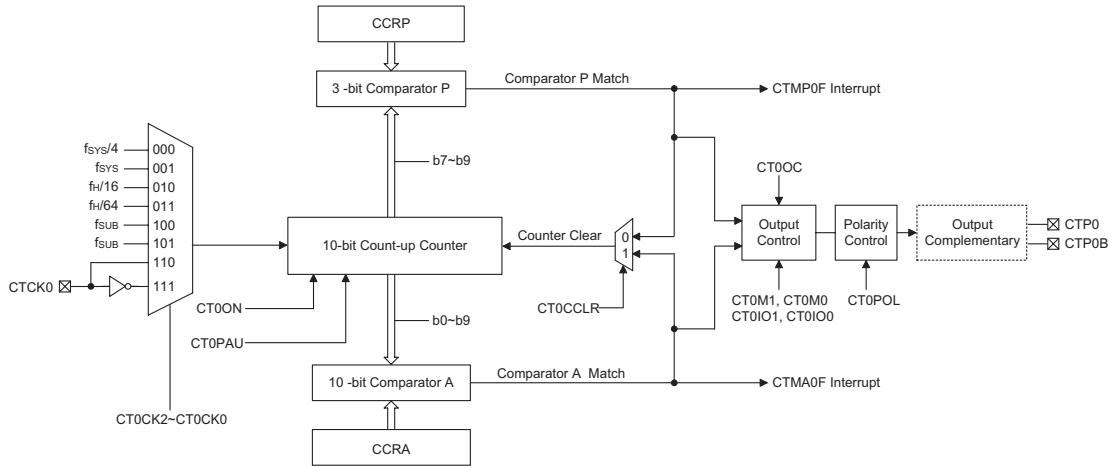 CCRP
3 -bit Comparator P
Comparator P Match
CTMP0F Interrupt
b7~b9
fSYS/4
fSYS
fH/16
fH/64
fSUB
fSUB
000
001
010
011
100
101
110
111
CTCK0
CT0CK2~CT0CK0
10-bit Count-up Counter
CT0ON
CT0PAU
Counter Clear
0
1
CT0CCLR
CT0OC
Output
Control
CT0M1, CT0M0
CT0IO1, CT0IO0
Polarity
Control
CT0POL
Output
Complementary
CTP0
CTP0B
b0~b9
10 -bit Comparator A
Comparator A Match
CTMA0F Interrupt
CCRA